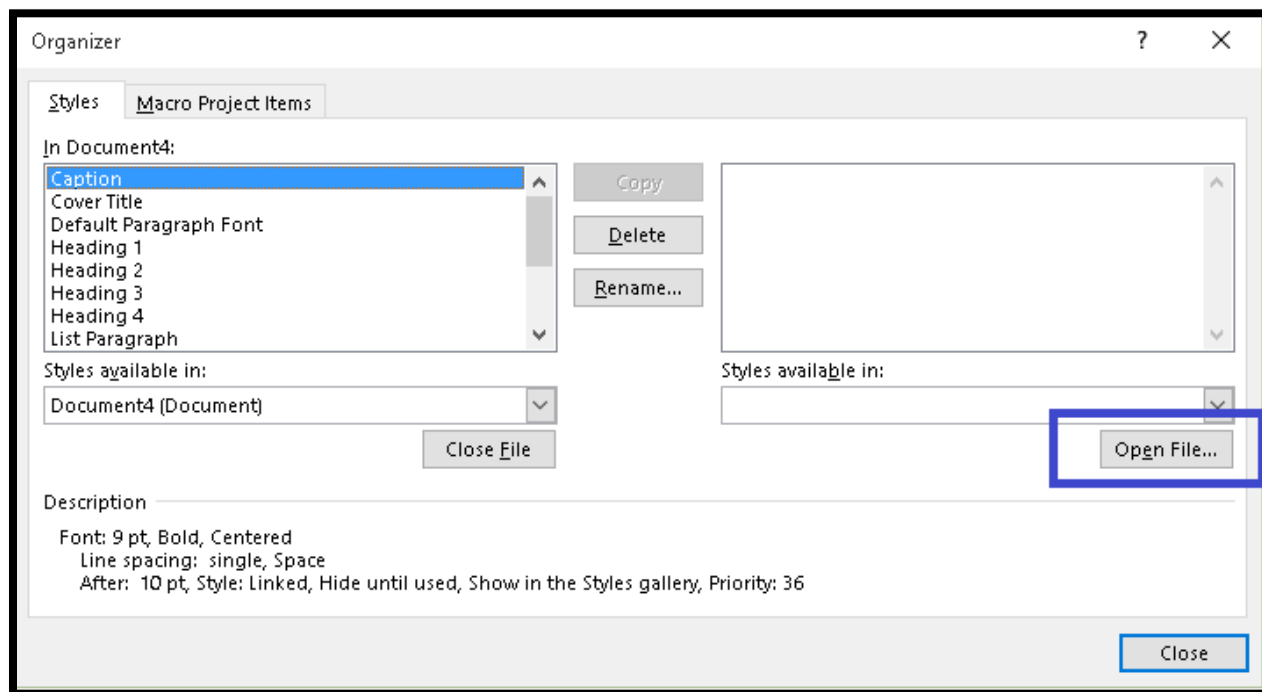 Organizer
?
Styles
Macro Project Items
In Document4:
Caption
Cover Title
Default Paragraph Font
Heading 1
Heading 2
Heading 3
Heading 4
List Paragraph
Copy
Delete
Rename...
Styles available in:
Document4 (Document)
Close File
Styles available in:
Open File...
Description
Font: 9 pt, Bold, Centered
Line spacing: single, Space
After: 10 pt, Style: Linked, Hide until used, Show in the Styles gallery, Priority: 36
Close